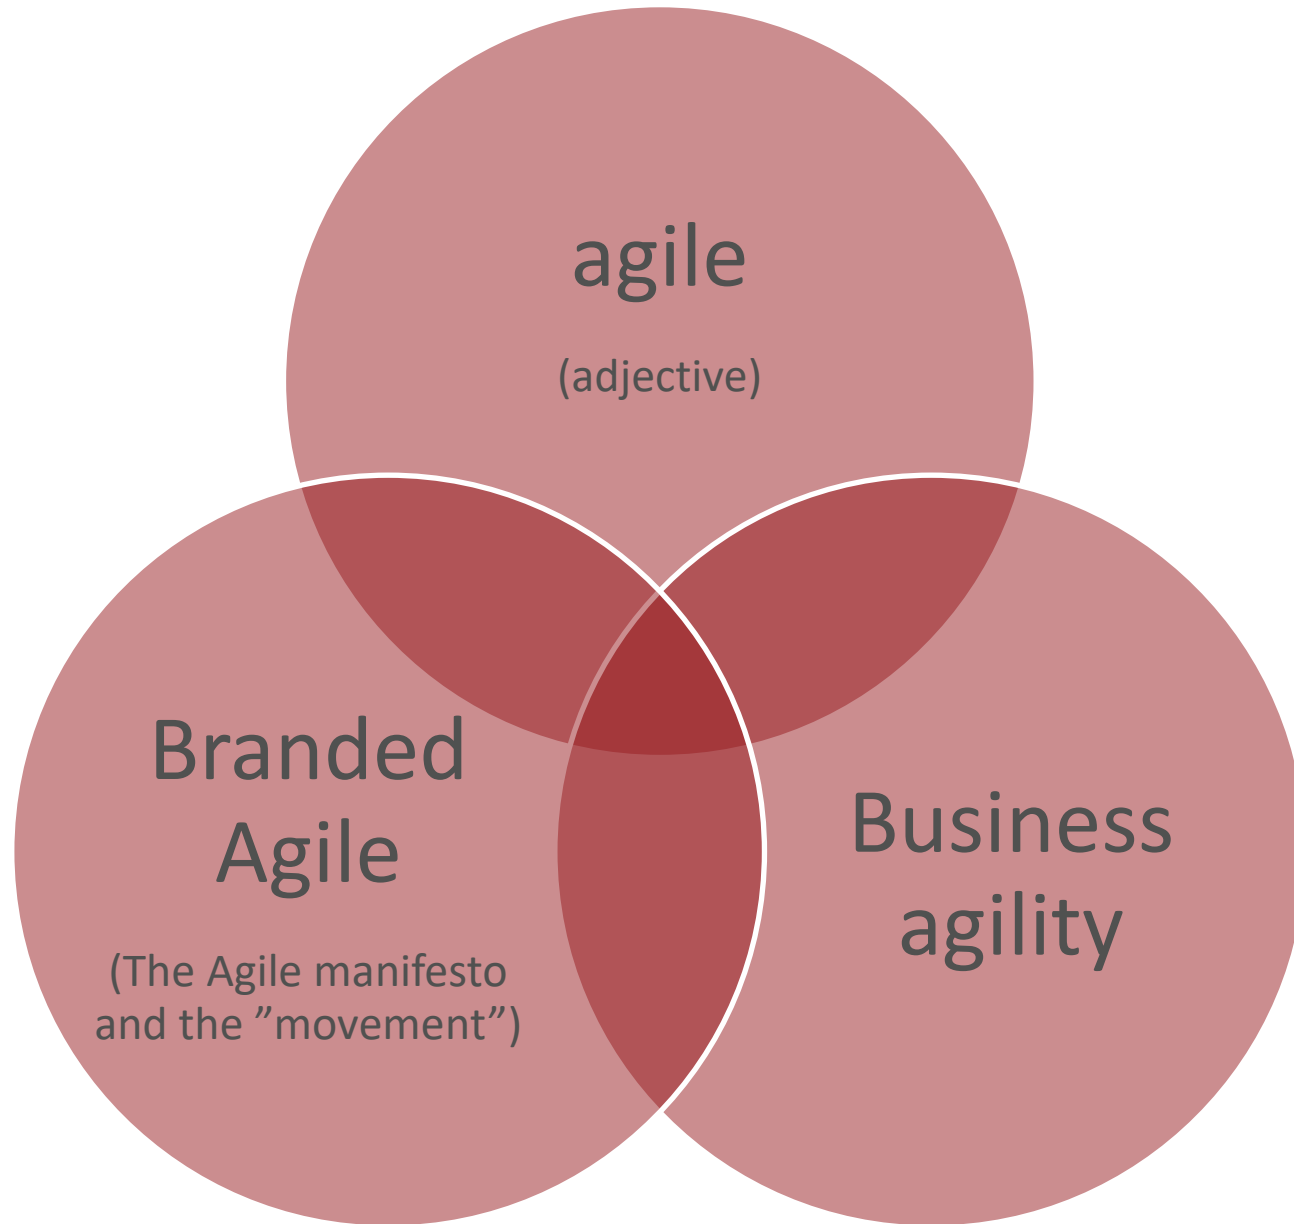 agile
(adjective)
Branded
Agile
(The Agile manifesto
and the ”movement”)
Business
agility